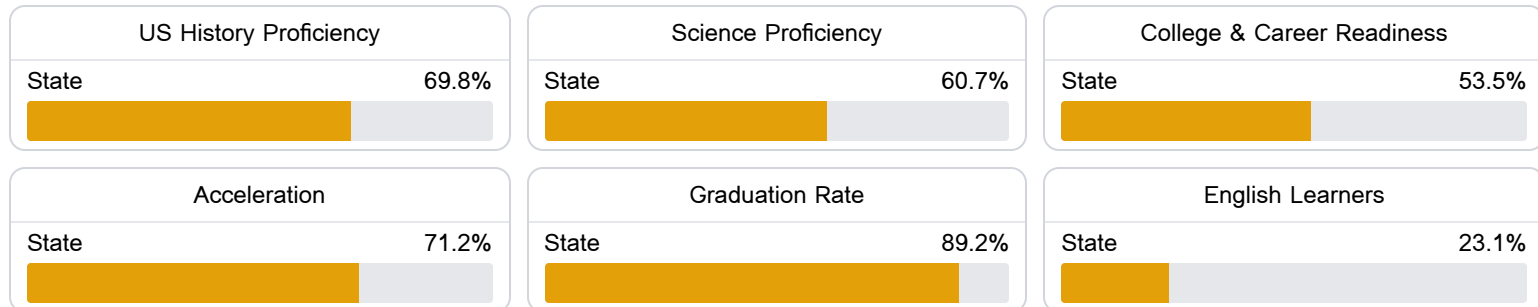 US History Proficiency
State 69.8%
Science Proficiency
State 60.7%
College & Career Readiness
State 53.5%
Acceleration
State 71.2%
Graduation Rate
State 89.2%
English Learners
State 23.1%